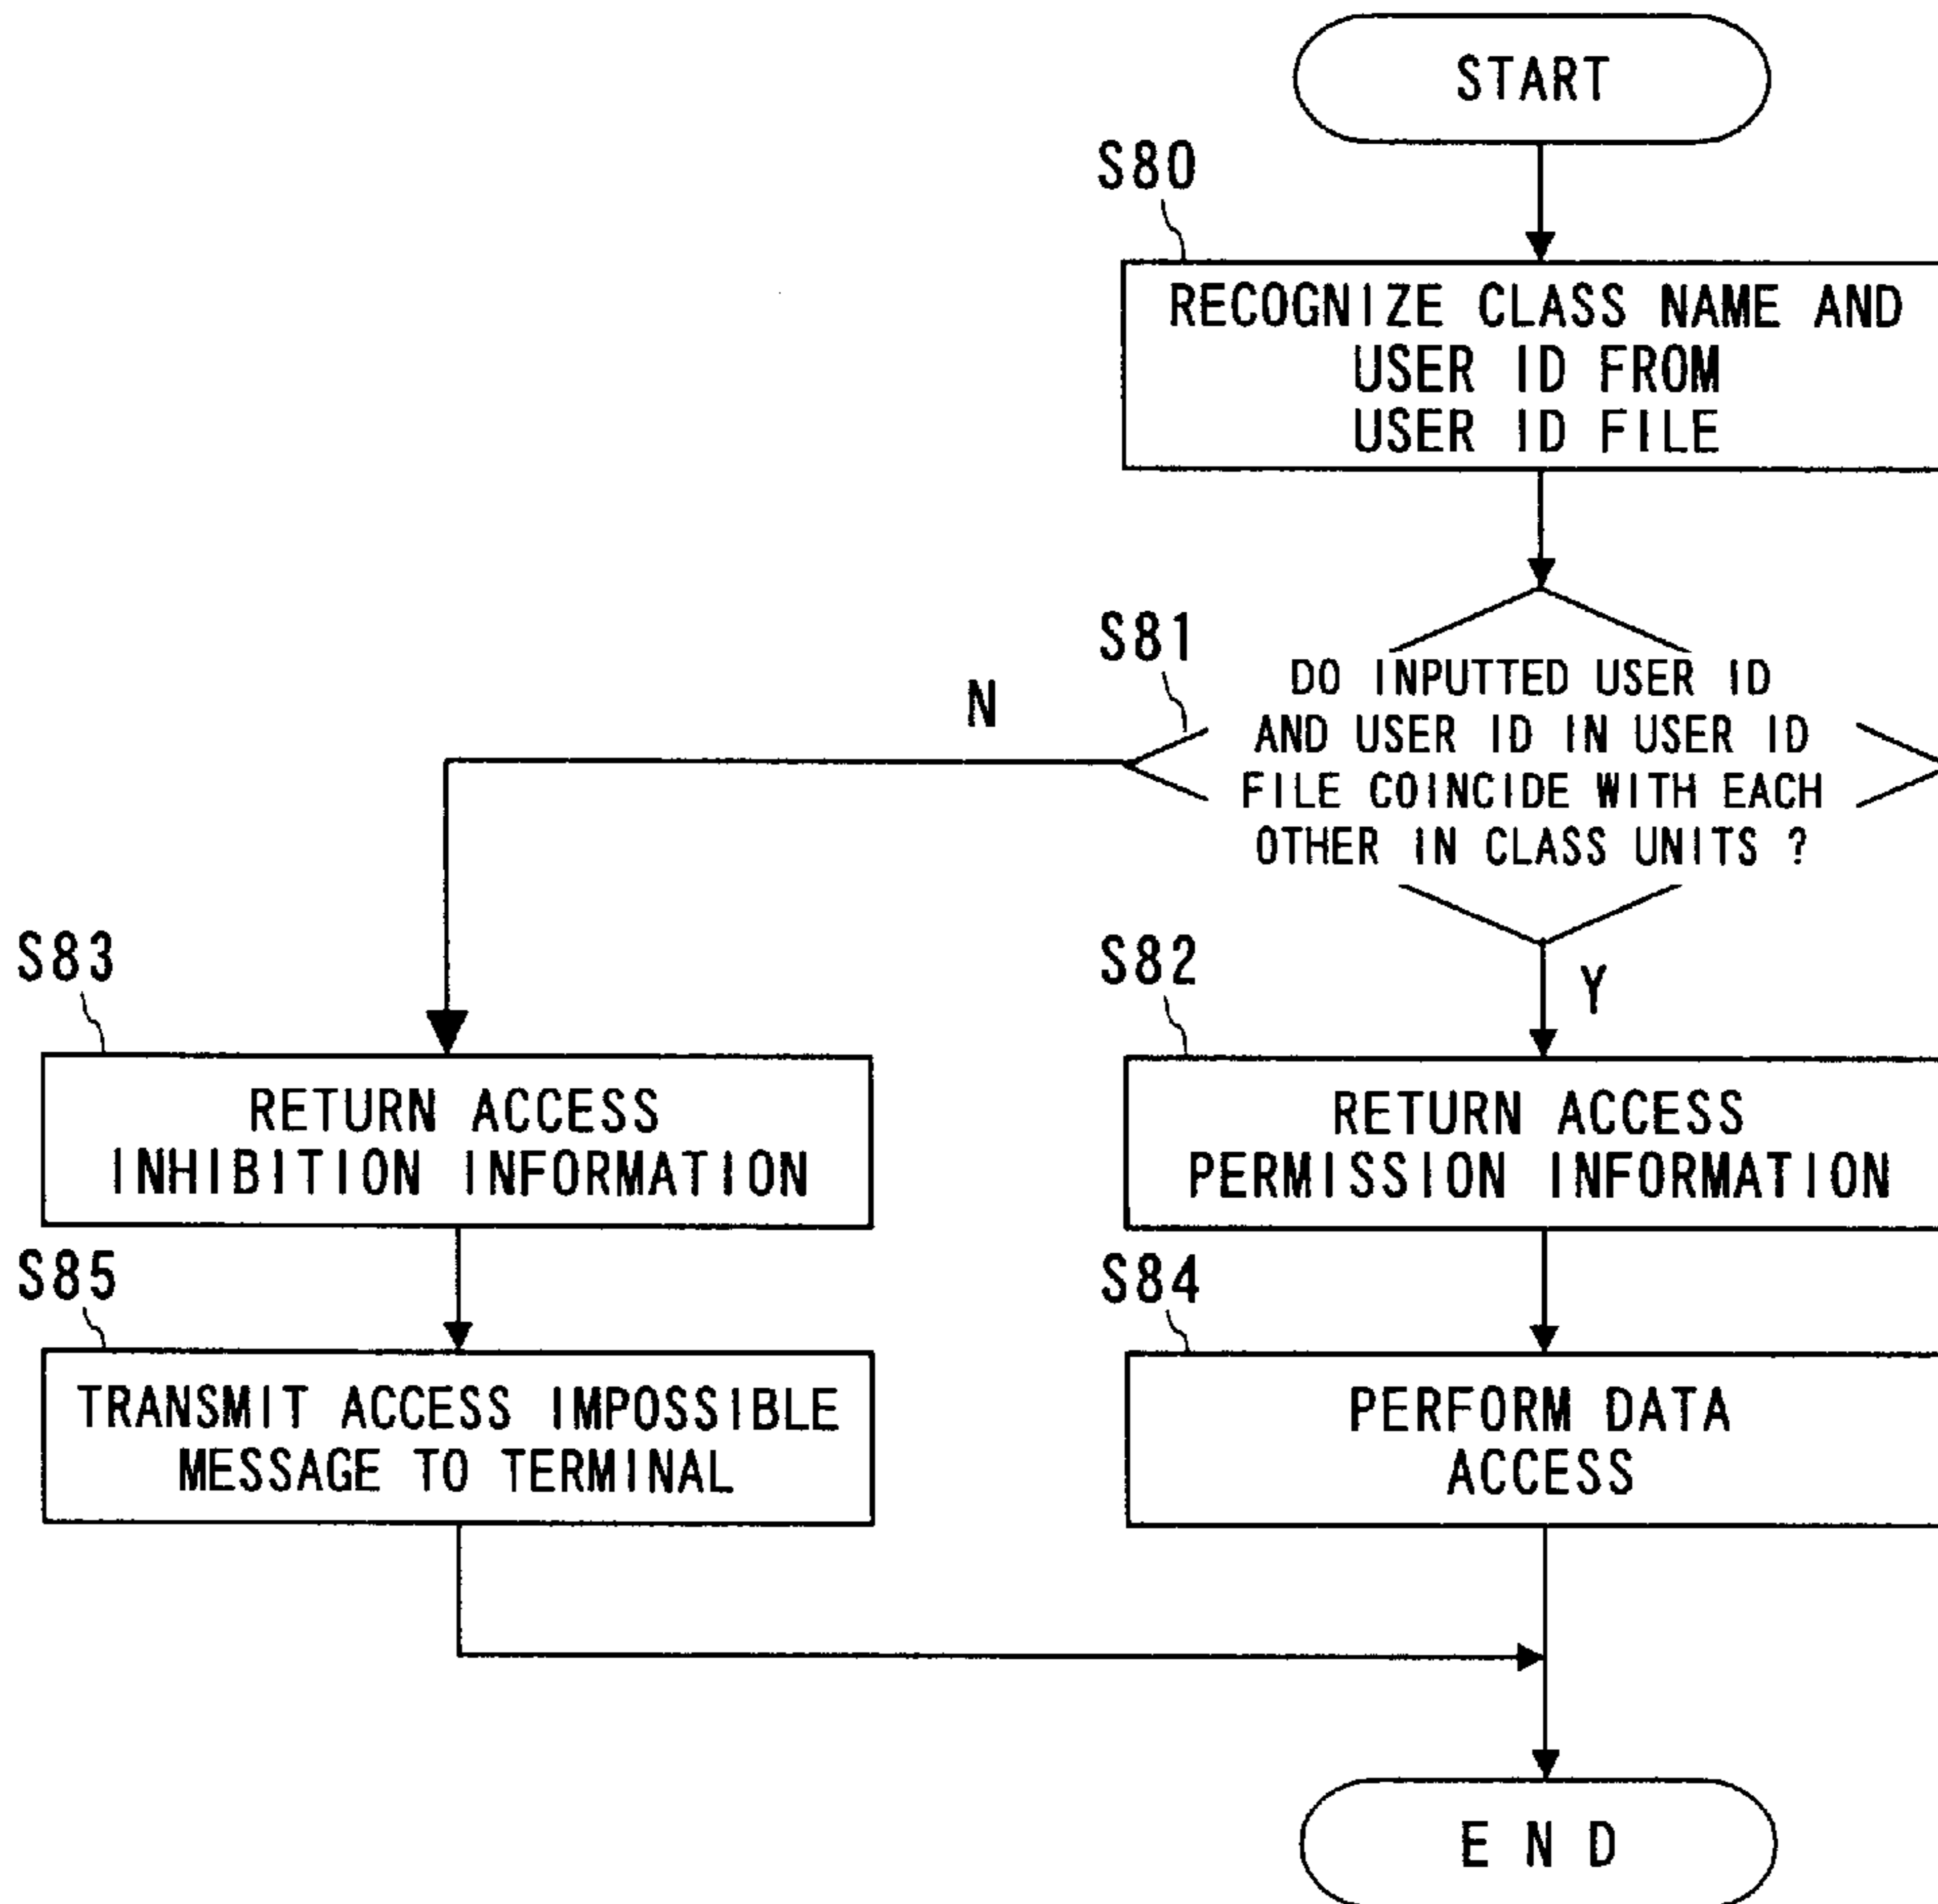 START
S80
RECOGNIZE CLASS NAME AND
USER ID FROM
USER ID FILE
S81
DO INPUTTED USER ID
AND USER ID IN USER ID
FILE COINCIDE WITH EACH
OTHER IN CLASS UNITS ?
N
Y
S83
RETURN ACCESS
INHIBITION INFORMATION
S82
RETURN ACCESS
PERMISSION INFORMATION
S85
TRANSMIT ACCESS IMPOSSIBLE
MESSAGE TO TERMINAL
S84
PERFORM DATA
ACCESS
END